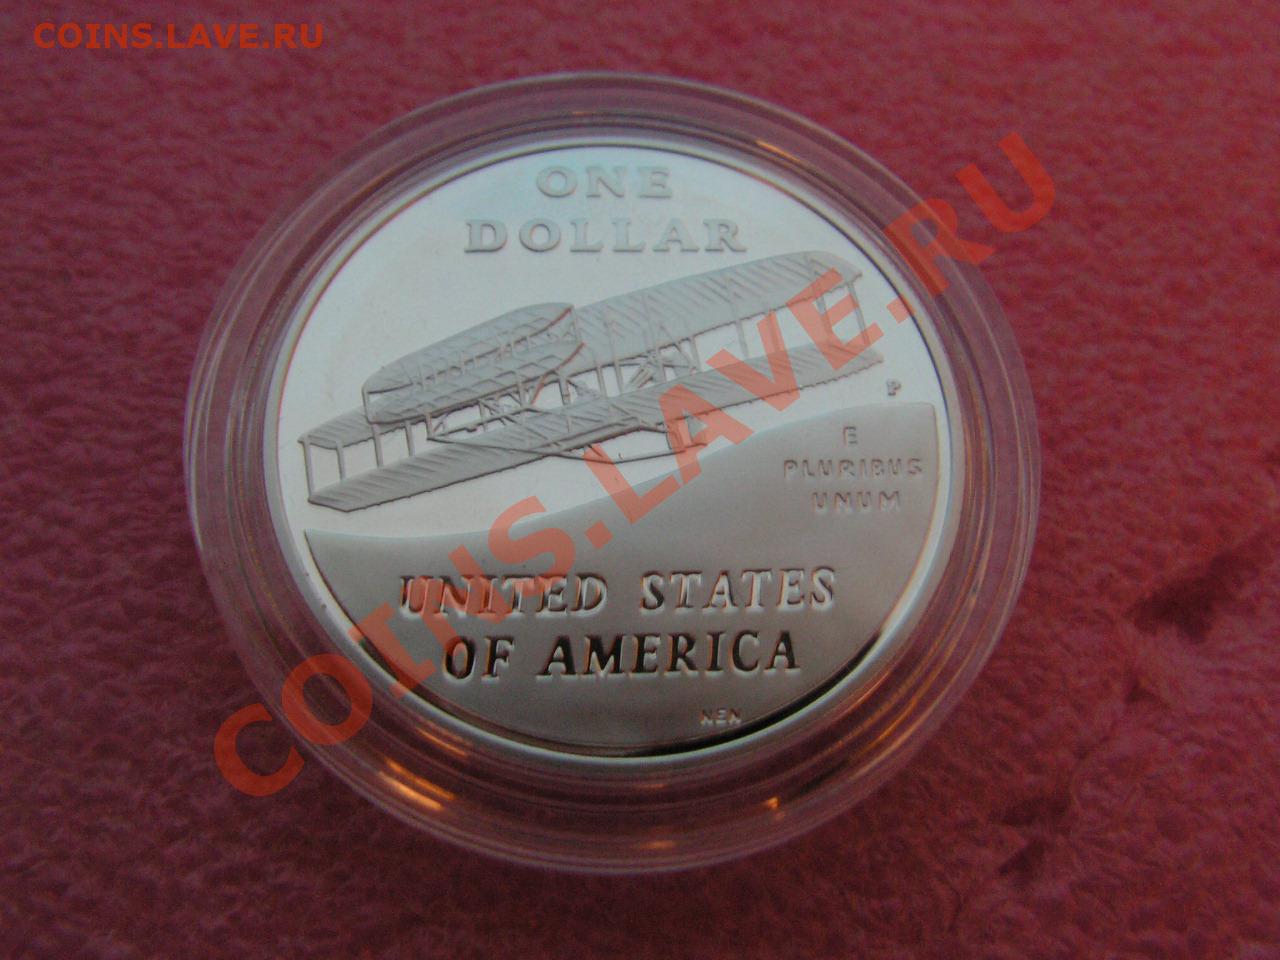 COINS.LAVE.RU
ONE
DOLLAR
P
E
PLURIBUS
UNUM
UNITED STATES
OF AMERICA
NEN
COINS.LAVE.RU